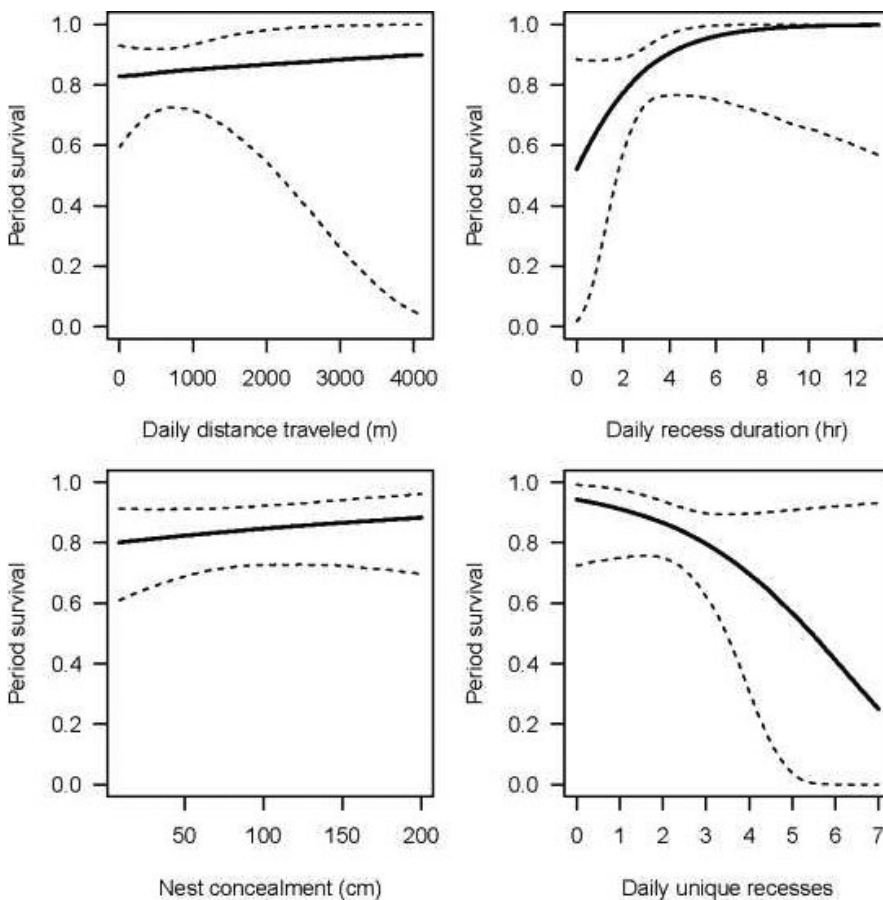 1.0
0.8
0.6
0.4
0.2
0.0
Period survival
0 1000 2000 3000 4000
Daily distance traveled (m)
1.0
0.8
0.6
0.4
0.2
0.0
Period survival
0 2 4 6 8 10 12
Daily recess duration (hr)
1.0
0.8
0.6
0.4
0.2
0.0
Period survival
50 100 150 200
Nest concealment (cm)
1.0
0.8
0.6
0.4
0.2
0.0
Period survival
0 1 2 3 4 5 6 7
Daily unique recesses